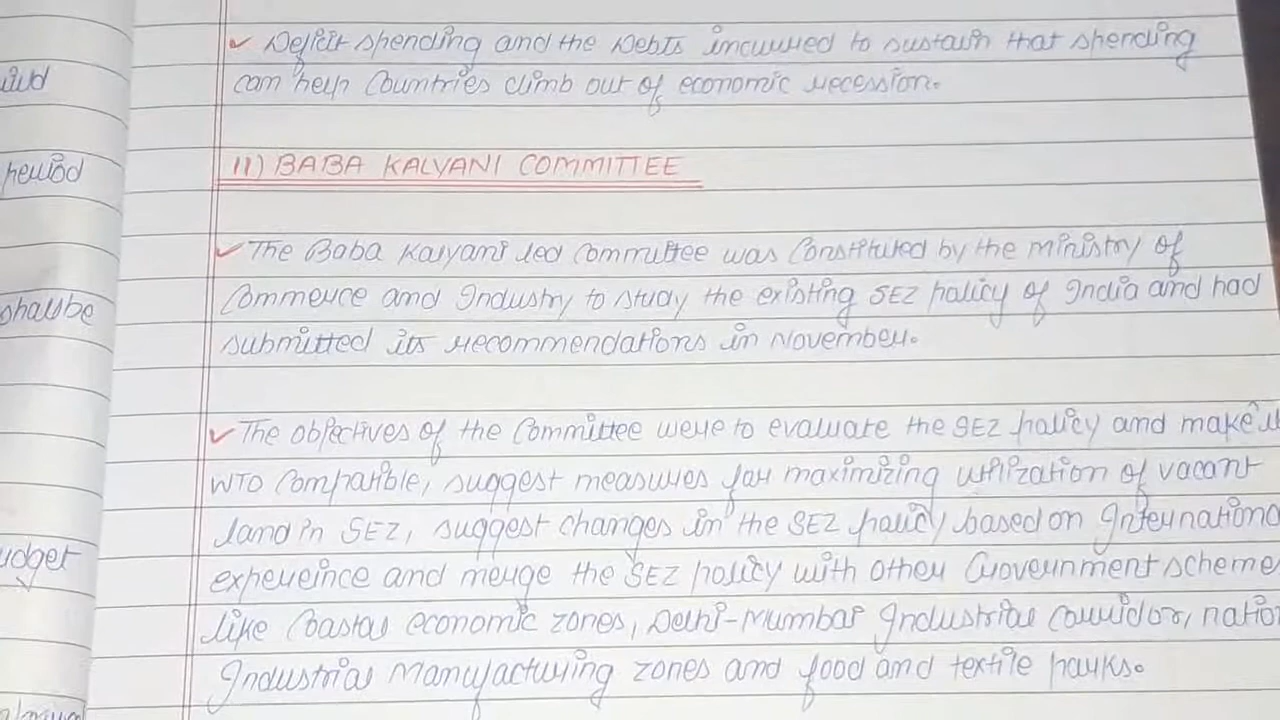 ✓ Deficit spending and the Debts incurred to sustain that spending
can help Countries climb out of economic recession.
11) BABA KALYANI COMMITTEE
✓ The Baba Kalyani led Committee was Constituted by the ministry of
Commerce and Industry to study the existing SEZ policy of India and had
submitted its recommendations in November.
✓ The objectives of the Committee were to evaluate the SEZ policy and make
WTO Compatible, suggest measures for maximizing utilization of vacant
land in SEZ, suggest changes in the SEZ policy based on Internationa
experience and merge the SEZ policy with other Government scheme
like Coastal economic zones, Delhi-Mumbai Industrial Corridor, natio
Industrial Manufacturing zones and food and textile parks.
period
udget